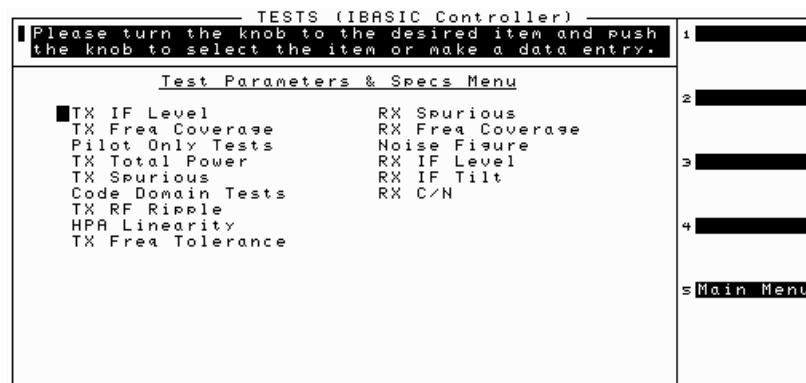 TESTS (IBASIC Controller)
Please turn the knob to the desired item and push
the knob to select the item or make a data entry.
Test Parameters & Specs Menu
TX IF Level
TX Freq Coverage
Pilot Only Tests
TX Total Power
TX Spurious
Code Domain Tests
TX RF Ripple
HPA Linearity
TX Freq Tolerance
RX Spurious
RX Freq Coverage
Noise Figure
RX IF Level
RX IF Tilt
RX C/N
1
2
3
4
5 Main Menu